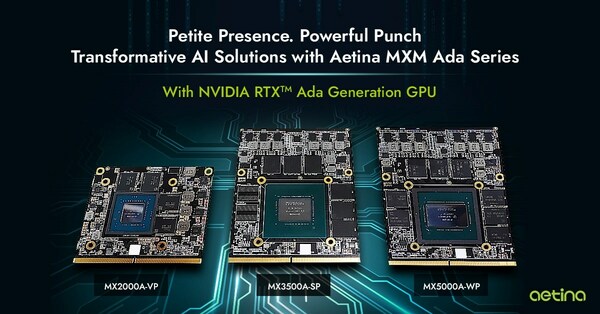 Petite Presence. Powerful Punch
Transformative AI Solutions with Aetina MXM Ada Series
With NVIDIA RTX™ Ada Generation GPU
MX2000A-VP
MX3500A-SP
MX5000A-WP
aetina